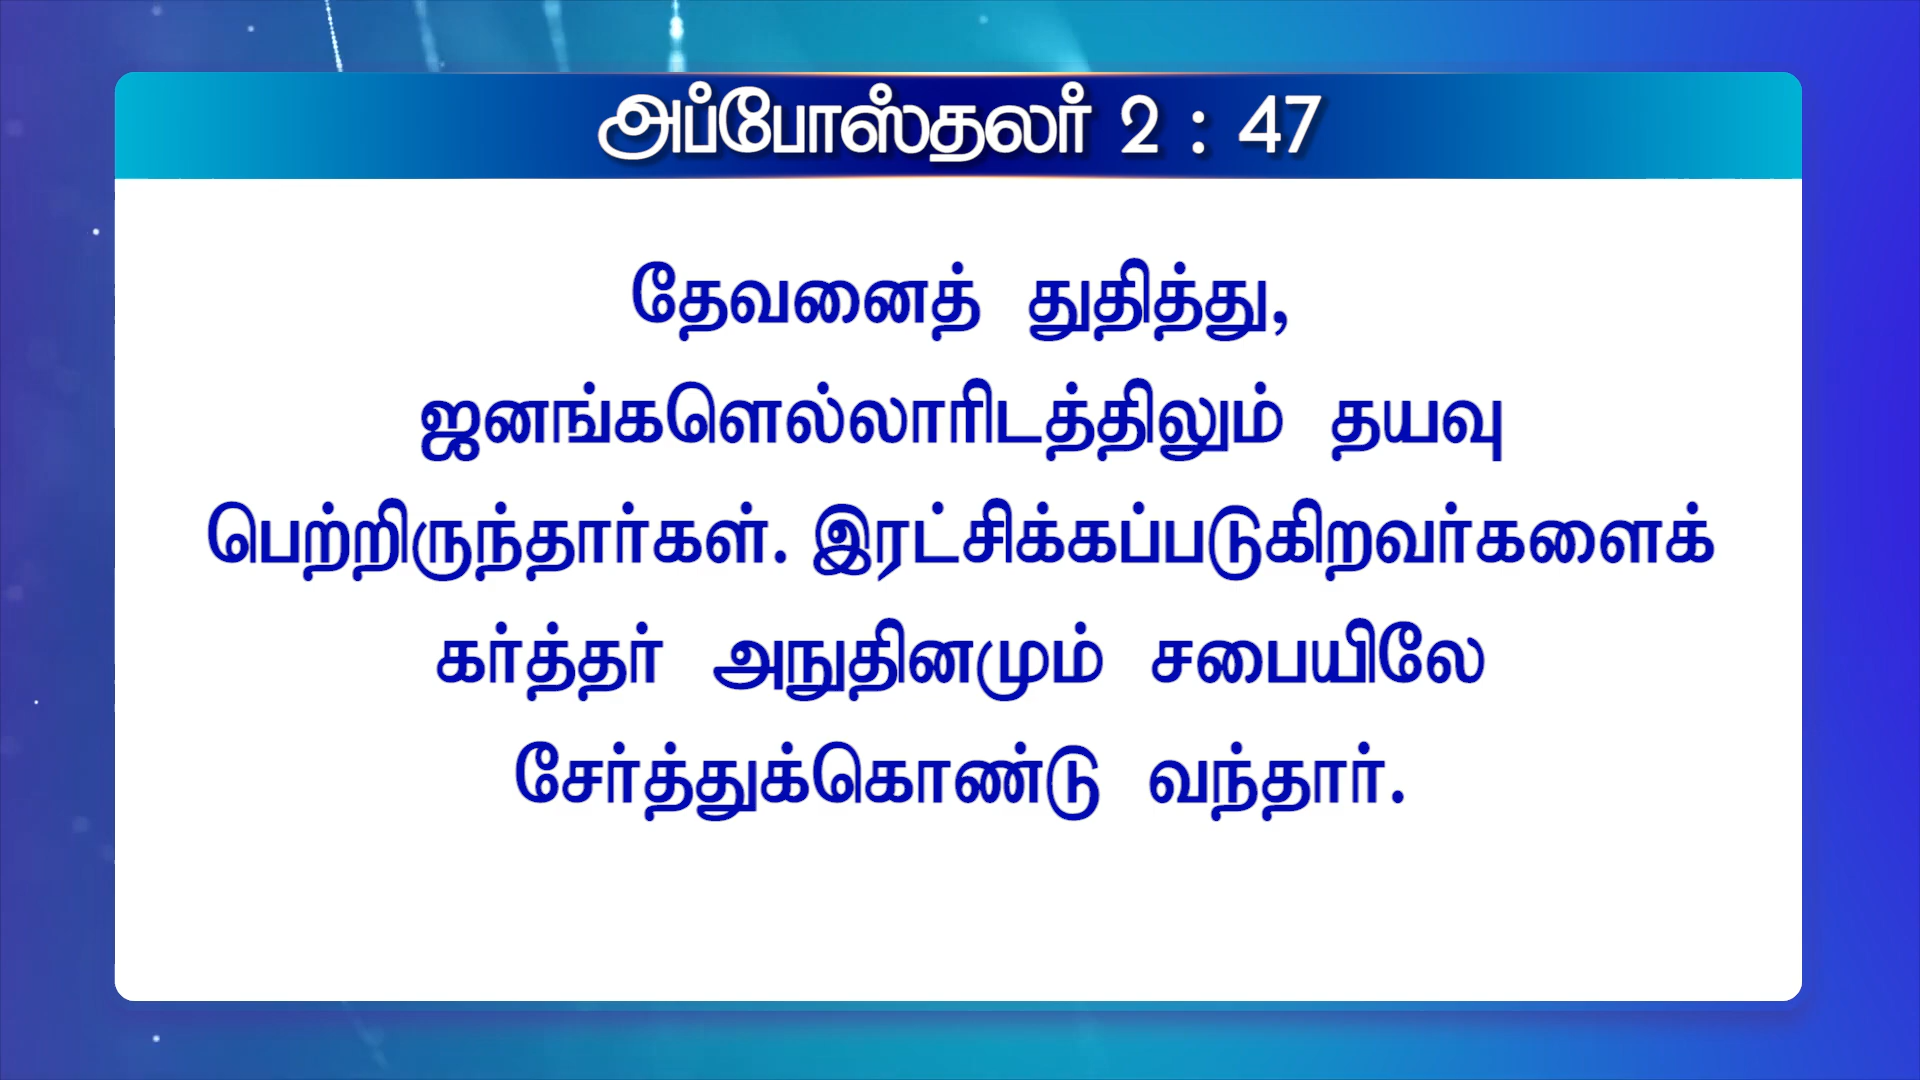 அப்போஸ்தலர் 2 : 47
தேவனைத் துதித்து,
ஜனங்களெல்லாரிடத்திலும் தயவு
பெற்றிருந்தார்கள். இரட்சிக்கப்படுகிறவர்களைக்
கர்த்தர் அநுதினமும் சபையிலே
சேர்த்துக்கொண்டு வந்தார்.